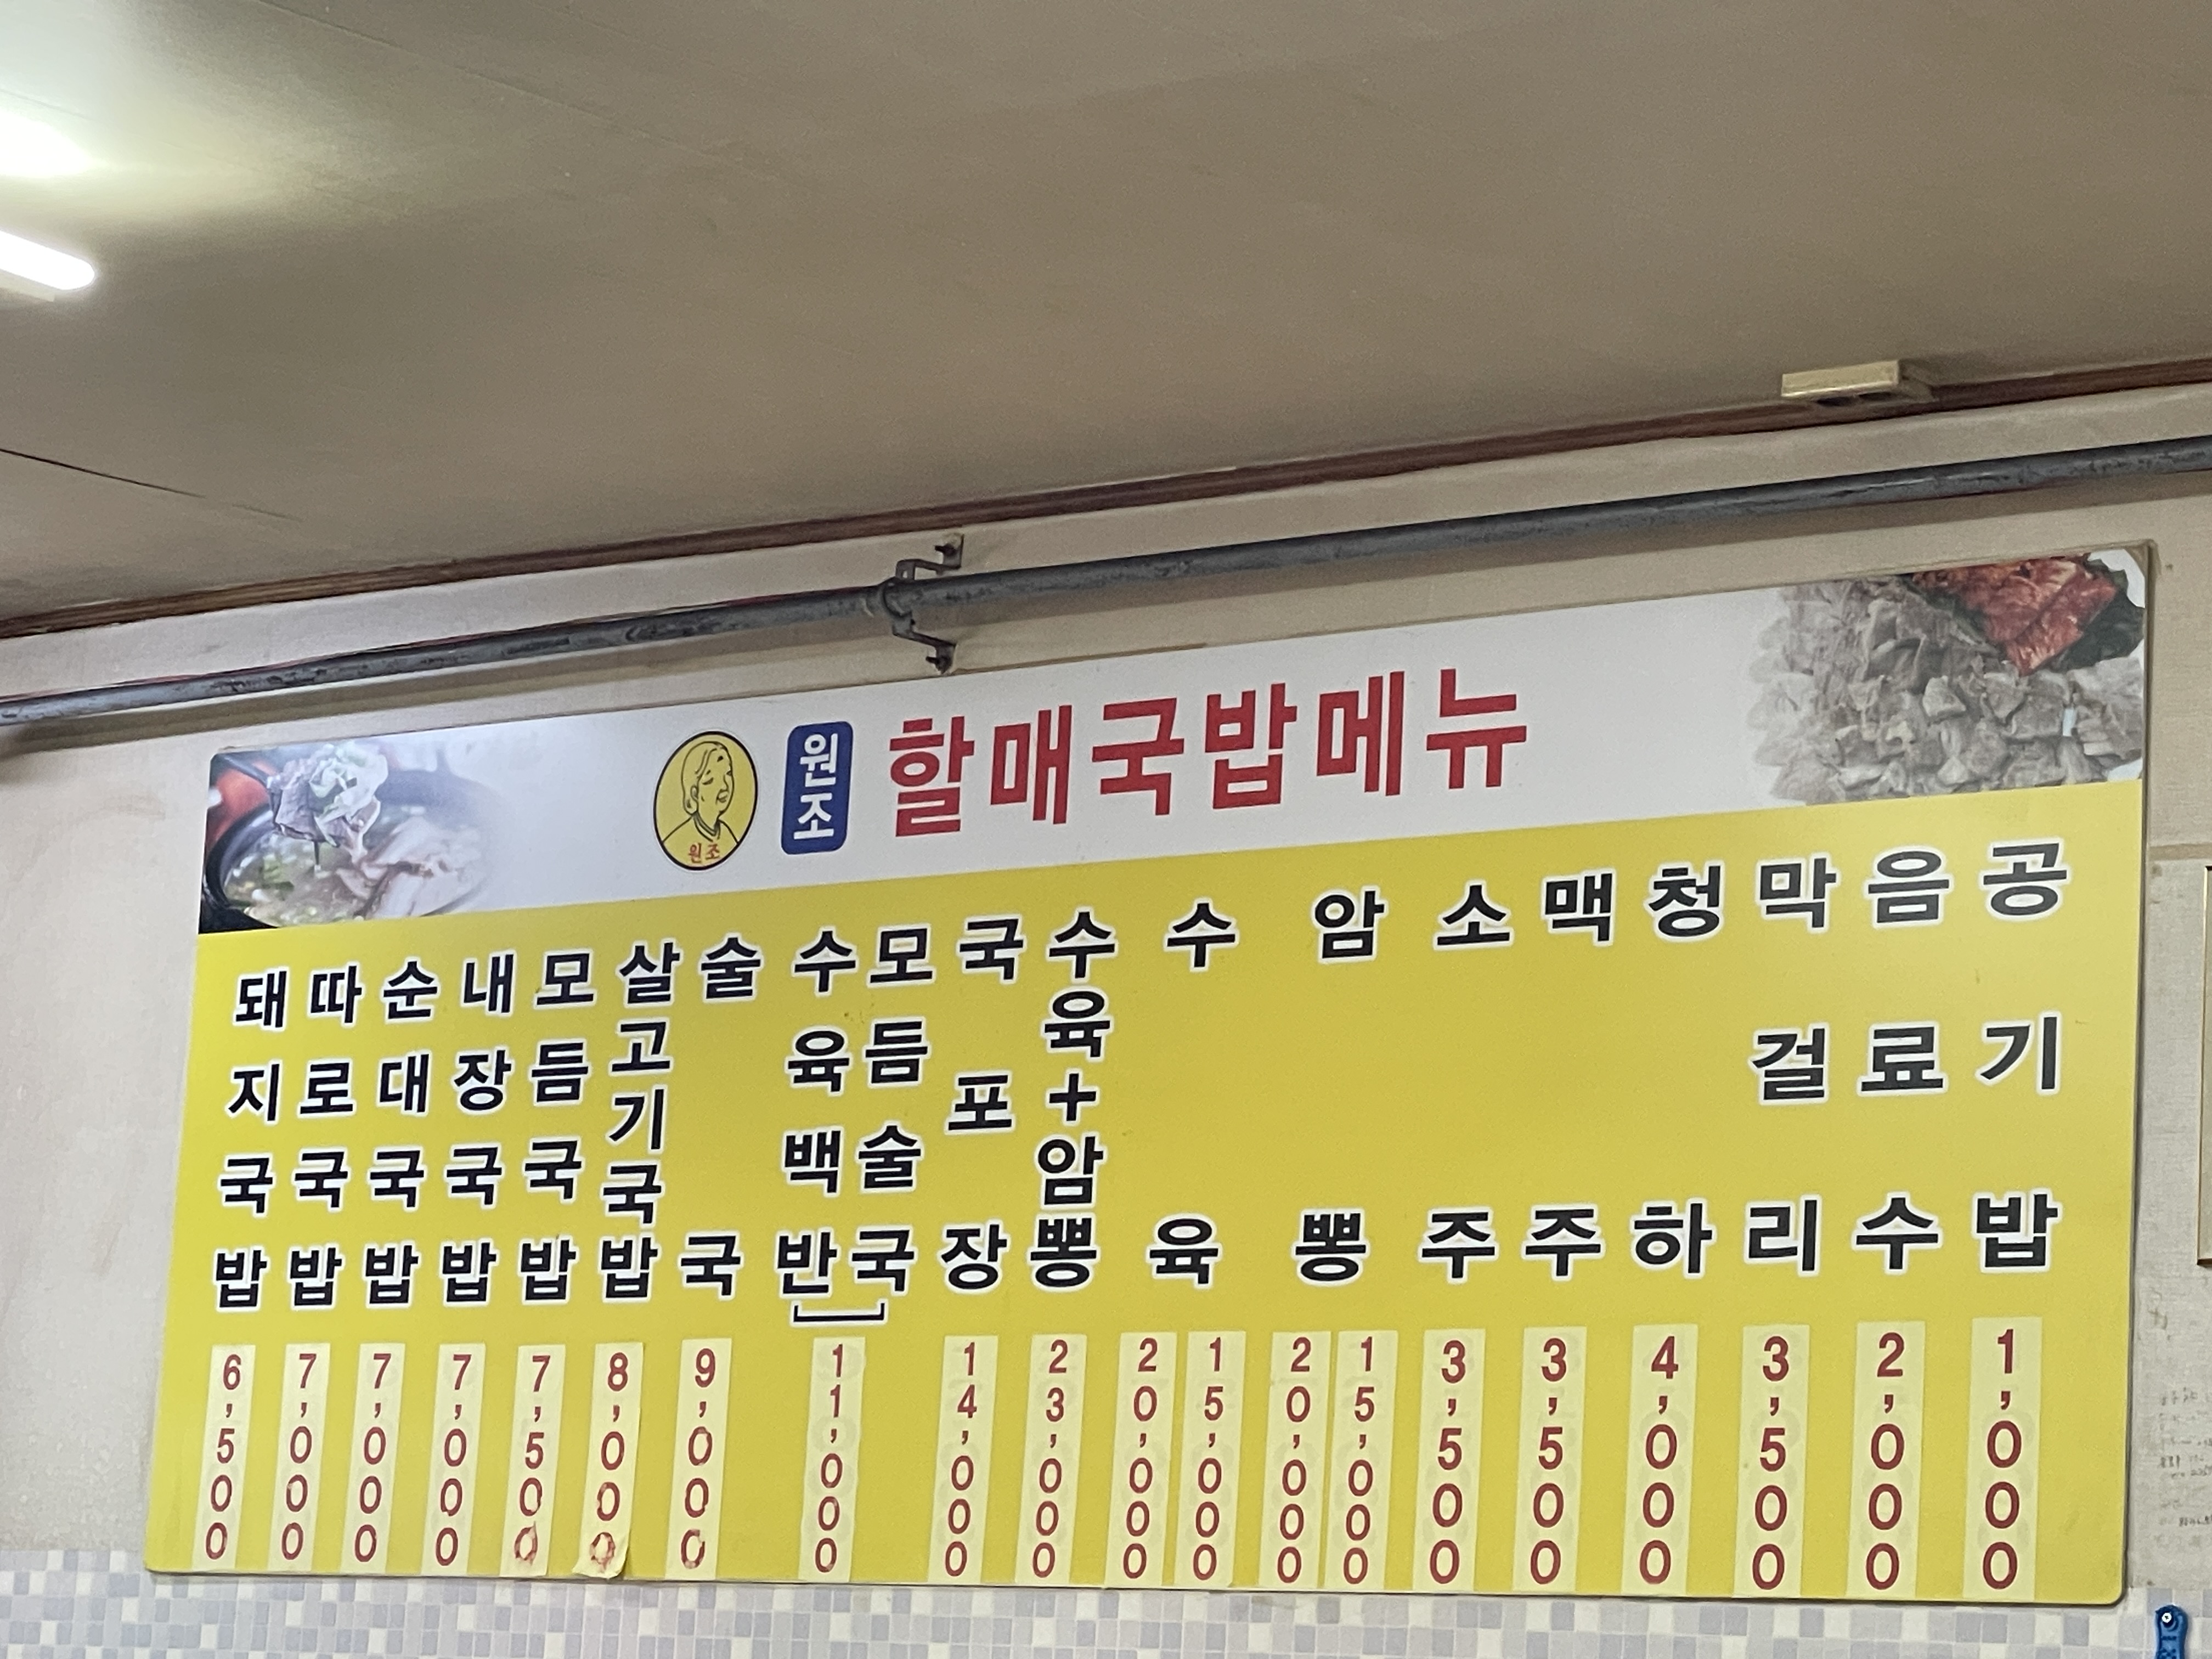 원조
원조
할매국밥메뉴
돼지국밥 6,500
따로국밥 7,000
순대국밥 7,000
내장국밥 7,000
모듬국밥 7,500
살고기국밥 8,000
술국 9,000
수육백반
모듬술국
11,000
국포장 14,000
수육+암뽕 23,000
수육 20,000 15,000
암뽕 20,000 15,000
소주 3,500
맥주 3,500
청하 4,000
막걸리 3,500
음료수 2,000
공기밥 1,000